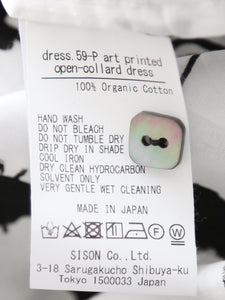 dress.59-P art printed
open-collard dress
100% Organic Cotton
HAND WASH
DO NOT BLEACH
DO NOT TUMBLE DRY
DRIP DRY IN SHADE
COOL IRON
DRY CLEAN HYDROCARBON
SOLVENT ONLY
VERY GENTLE WET CLEANING
MADE IN JAPAN
SISON Co.,Ltd.
3-18 Sarugakucho Shibuya-ku
Tokyo 1500033 Japan